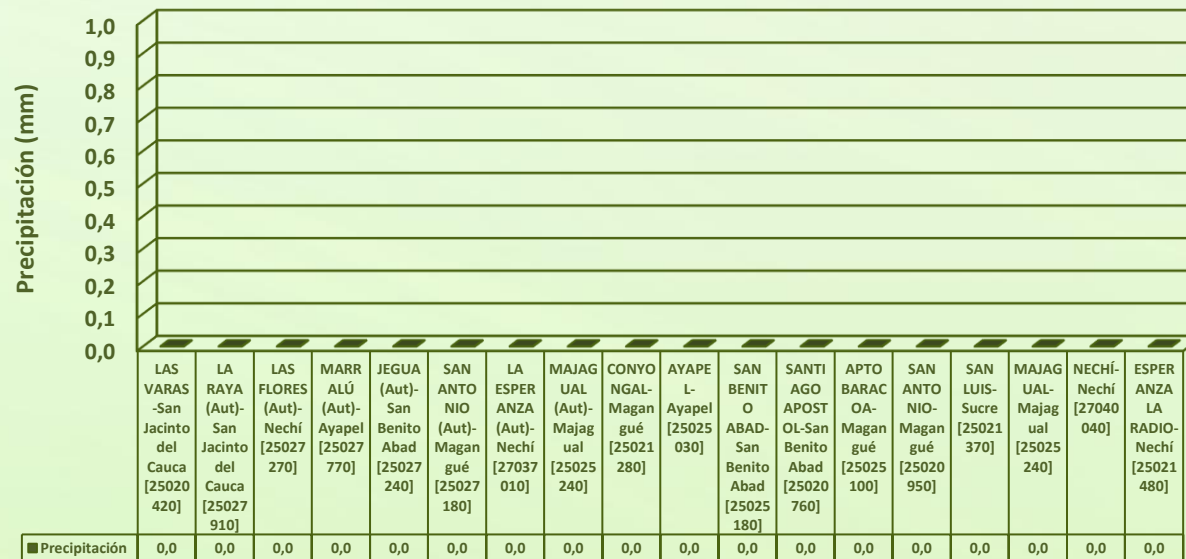 Precipitación (mm)
1,0
0,9
0,8
0,7
0,6
0,5
0,4
0,3
0,2
0,1
0,0
LAS
VARAS
-San
Jacinto
del
Cauca
[25020
420]
LA
RAYA
(Aut)-
San
Jacinto
del
Cauca
[25027
910]
LAS
FLORES
(Aut)-
Nechí
[25027
270]
MARR
ALÚ
(Aut)-
Ayapel
[25027
770]
JEGUA
(Aut)-
San
Benito
Abad
[25027
240]
SAN
ANTO
NIO
(Aut)-
Magan
gué
[25027
180]
LA
ESPER
ANZA
(Aut)-
Nechí
[27037
010]
MAJAG
UAL
(Aut)-
Majag
ual
[25025
240]
CONYO
NGAL-
Magan
gué
[25021
280]
AYAPE
L-
Ayapel
[25025
030]
SAN
BENIT
O
ABAD-
San
Benito
Abad
[25025
180]
SANTI
AGO
APOST
OL-San
Benito
Abad
[25020
760]
APTO
BARAC
OA-
Magan
gué
[25025
100]
SAN
ANTO
NIO-
Magan
gué
[25020
950]
SAN
LUIS-
Sucre
[25021
370]
MAJAG
UAL-
Majag
ual
[25025
240]
NECHÍ-
Nechí
[27040
040]
ESPER
ANZA
LA
RADIO-
Nechí
[25021
480]
Precipitación 0,0 0,0 0,0 0,0 0,0 0,0 0,0 0,0 0,0 0,0 0,0 0,0 0,0 0,0 0,0 0,0 0,0 0,0